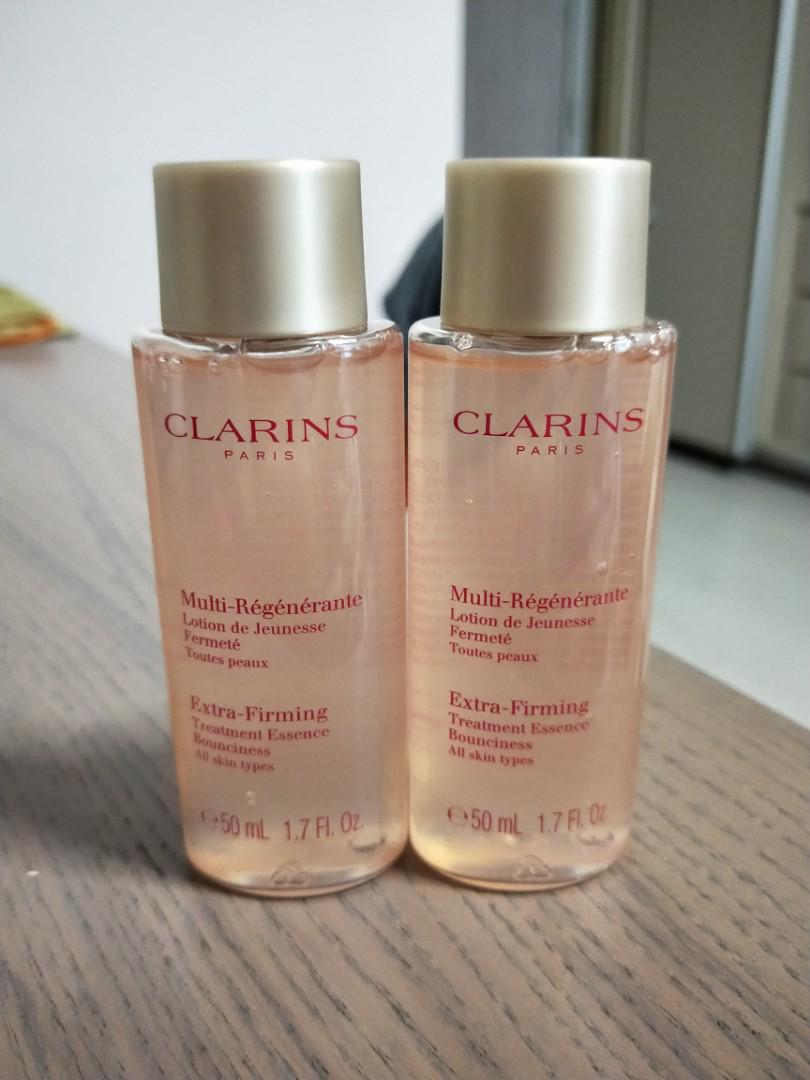 CLARINS
PARIS
Multi-Régénérante
Lotion de Jeunesse
Fermeté
Toutes peaux
Extra-Firming
Treatment Essence
Bounciness
All skin types
℮50 mL 1.7 Fl. Oz.
CLARINS
PARIS
Multi-Régénérante
Lotion de Jeunesse
Fermeté
Toutes peaux
Extra-Firming
Treatment Essence
Bounciness
All skin types
℮50 mL 1.7 Fl. Oz.